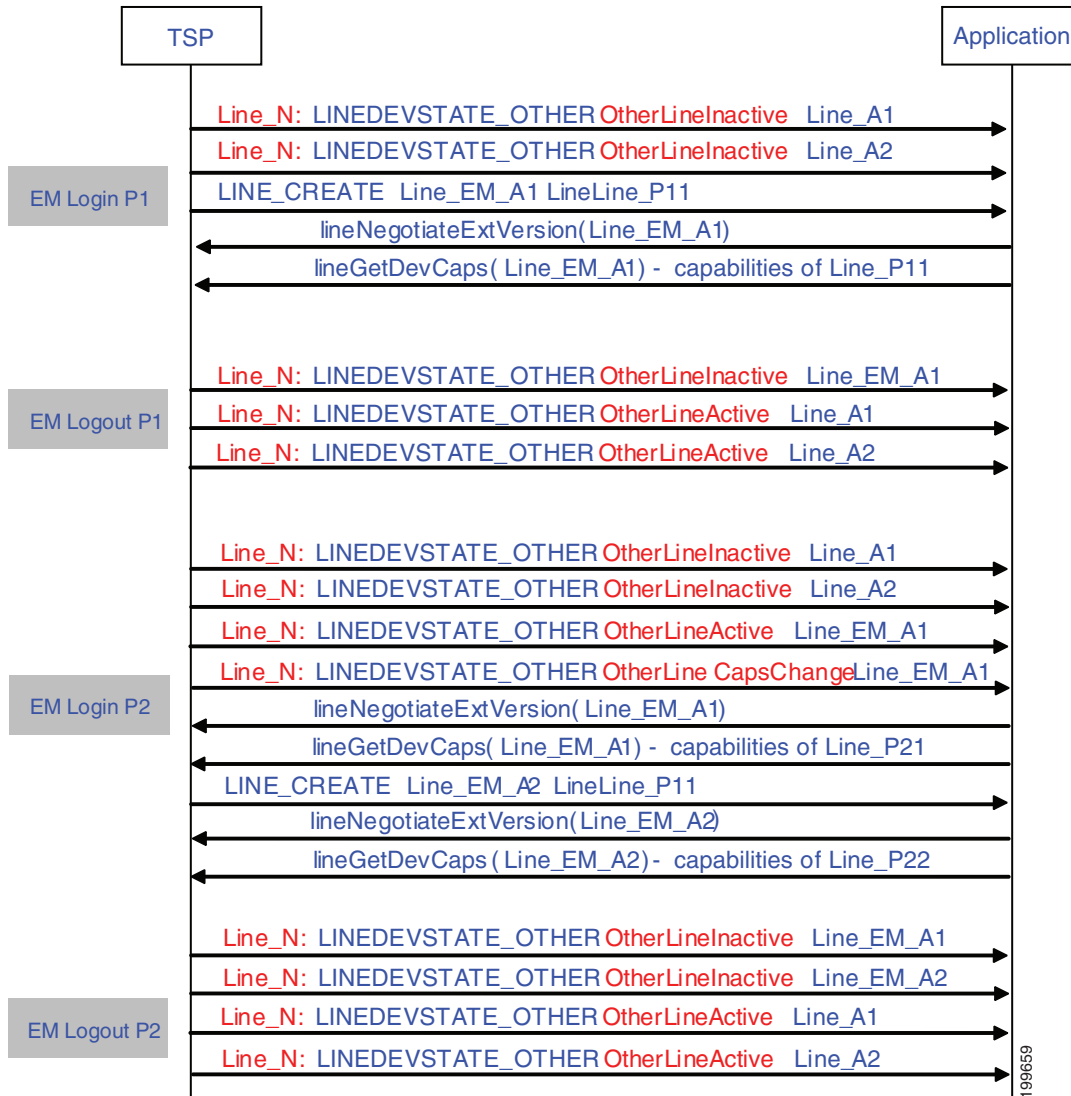 TSP
Application
Line_N: LINEDEVSTATE_OTHER OtherLineInactive Line_A1
Line_N: LINEDEVSTATE_OTHER OtherLineInactive Line_A2
EM Login P1
LINE_CREATE Line_EM_A1 LineLine_P11
lineNegotiateExtVersion(Line_EM_A1)
lineGetDevCaps( Line_EM_A1) - capabilities of Line_P11
Line_N: LINEDEVSTATE_OTHER OtherLineInactive Line_EM_A1
EM Logout P1
Line_N: LINEDEVSTATE_OTHER OtherLineActive Line_A1
Line_N: LINEDEVSTATE_OTHER OtherLineActive Line_A2
Line_N: LINEDEVSTATE_OTHER OtherLineInactive Line_A1
Line_N: LINEDEVSTATE_OTHER OtherLineInactive Line_A2
Line_N: LINEDEVSTATE_OTHER OtherLineActive Line_EM_A1
Line_N: LINEDEVSTATE_OTHER OtherLine CapsChangeLine_EM_A1
EM Login P2
lineNegotiateExtVersion( Line_EM_A1)
lineGetDevCaps( Line_EM_A1) - capabilities of Line_P21
LINE_CREATE Line_EM_A2 LineLine_P11
lineNegotiateExtVersion(Line_EM_A2)
lineGetDevCaps ( Line_EM_A2) - capabilities of Line_P22
Line_N: LINEDEVSTATE_OTHER OtherLineInactive Line_EM_A1
Line_N: LINEDEVSTATE_OTHER OtherLineInactive Line_EM_A2
EM Logout P2
Line_N: LINEDEVSTATE_OTHER OtherLineActive Line_A1
Line_N: LINEDEVSTATE_OTHER OtherLineActive Line_A2
199659